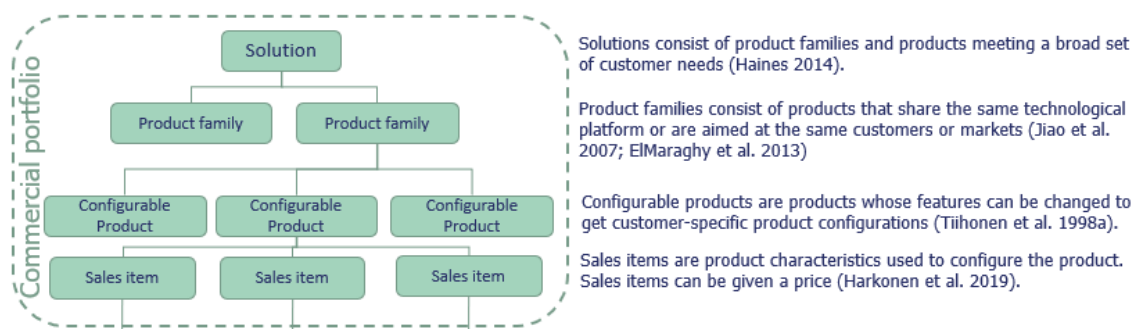 Commercial portfolio
Solution
Solutions consist of product families and products meeting a broad set
of customer needs (Haines 2014).
Product family
Product family
Product families consist of products that share the same technological
platform or are aimed at the same customers or markets (Jiao et al.
2007; ElMaraghy et al. 2013)
Configurable
Product
Configurable
Product
Configurable
Product
Configurable products are products whose features can be changed to
get customer-specific product configurations (Tiihonen et al. 1998a).
Sales item
Sales item
Sales item
Sales items are product characteristics used to configure the product.
Sales items can be given a price (Harkonen et al. 2019).